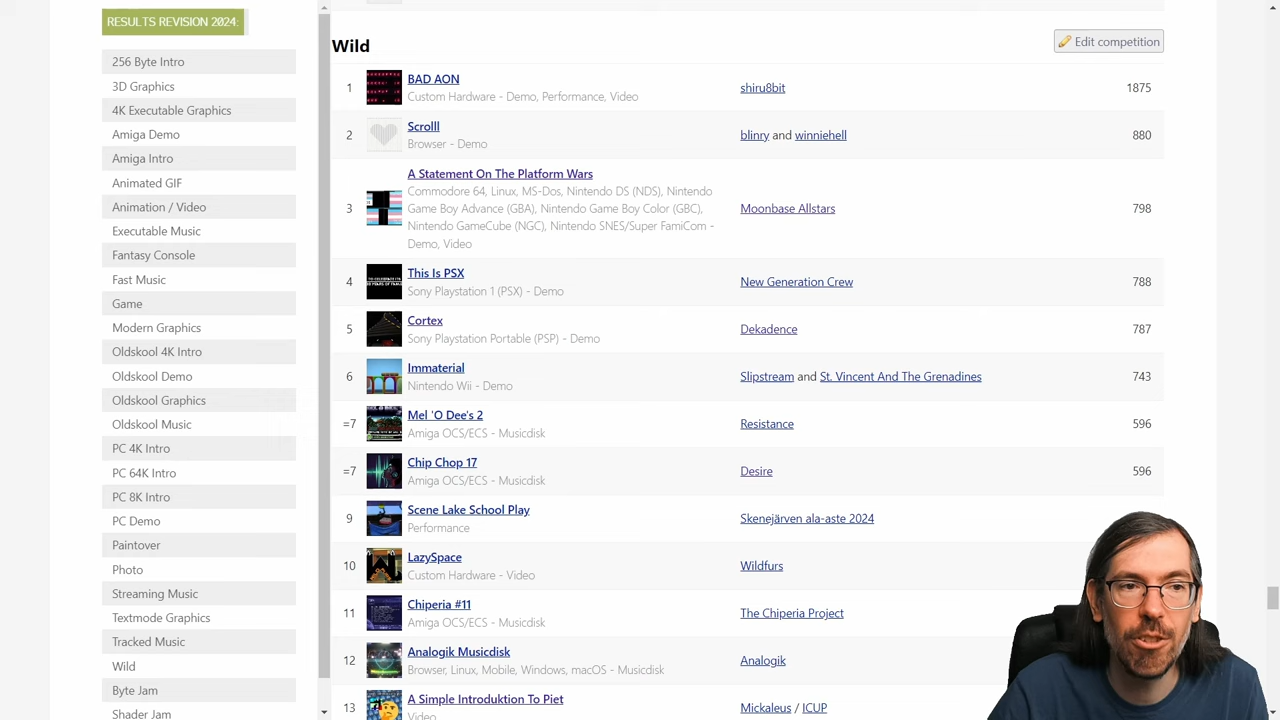 RESULTS REVISION 2024:
256 Byte Intro
3D Graphics
4K Executable Graphics
Amiga Demo
Amiga Intro
Animated GIF
Animation / Video
Executable Music
Fantasy Console
Fast Music
Game
Modern Graphics
Oldskool 4K Intro
Oldskool Demo
Oldskool Graphics
Oldskool Music
PC 4K Intro
PC 8K Intro
PC Demo
Paintover
Photo
Streaming Music
Tracked Music
Wild
Byte Jam
Shader Jam
Wild
Edit competition
1
BAD AON
Custom Hardware - Demo, Performance, Video
shiru8bit
1875
2
Scrolll
Browser - Demo
blinry and winniehell
880
3
A Statement On The Platform Wars
Commodore 64, Linux, MS-Dos, Nintendo DS (NDS), Nintendo
Game Boy Advance (GBA), Nintendo Game Boy Color (GBC),
Nintendo GameCube (NGC), Nintendo SNES/Super FamiCom -
Demo, Video
Moonbase Allstars
798
4
This Is PSX
Sony Playstation 1 (PSX) - Demo
New Generation Crew
788
5
Cortex
Sony Playstation Portable (PSP) - Demo
Dekadence
787
6
Immaterial
Nintendo Wii - Demo
Slipstream and St. Vincent And The Grenadines
743
=7
Mel 'O Dee's 2
Amiga OCS/ECS - Musicdisk
Resistance
596
=7
Chip Chop 17
Amiga OCS/ECS - Musicdisk
Desire
596
9
Scene Lake School Play
Performance
Skenejärven ala-aste 2024
10
LazySpace
Custom Hardware - Video
Wildfurs
11
Chiperia #11
Amiga OCS/ECS - Musicdisk
The Chiperia Project
12
Analogik Musicdisk
Browser, Linux, Mobile, Windows, macOS - Musicdisk
Analogik
13
A Simple Introduktion To Piet
Video
Mickaleus / ICUP